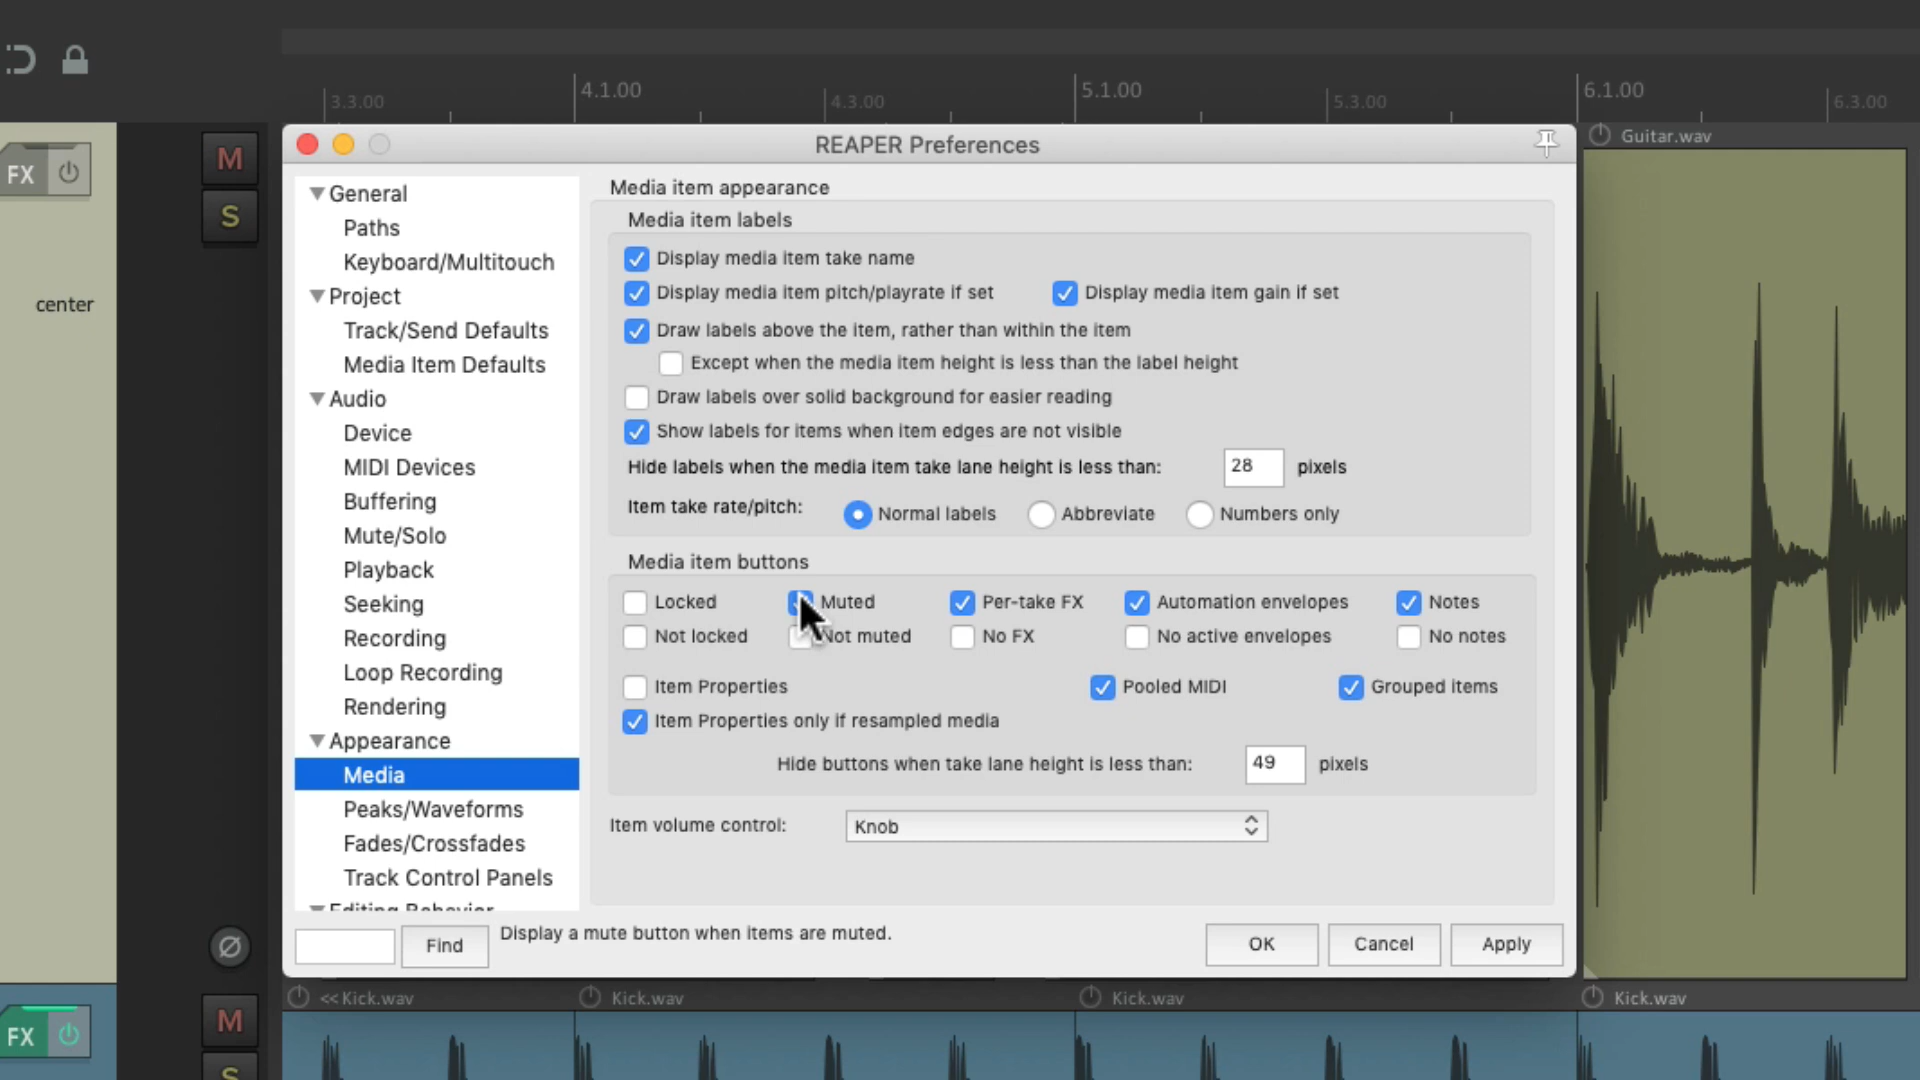 3.3.00
4.1.00
4.3.00
5.1.00
5.3.00
6.1.00
6.3.00
FX
M
S
center
REAPER Preferences
Guitar.wav
General
Paths
Keyboard/Multitouch
Project
Track/Send Defaults
Media Item Defaults
Audio
Device
MIDI Devices
Buffering
Mute/Solo
Playback
Seeking
Recording
Loop Recording
Rendering
Appearance
Media
Peaks/Waveforms
Fades/Crossfades
Track Control Panels
Editing Behavior
Media item appearance
Media item labels
Display media item take name
Display media item pitch/playrate if set
Display media item gain if set
Draw labels above the item, rather than within the item
Except when the media item height is less than the label height
Draw labels over solid background for easier reading
Show labels for items when item edges are not visible
Hide labels when the media item take lane height is less than: 28 pixels
Item take rate/pitch: Normal labels Abbreviate Numbers only
Media item buttons
Locked Muted Per-take FX Automation envelopes Notes
Not locked Not muted No FX No active envelopes No notes
Item Properties Pooled MIDI Grouped items
Item Properties only if resampled media
Hide buttons when take lane height is less than: 49 pixels
Item volume control: Knob
Find
Display a mute button when items are muted.
OK Cancel Apply
<< Kick.wav
Kick.wav
Kick.wav
Kick.wav
FX
M
S